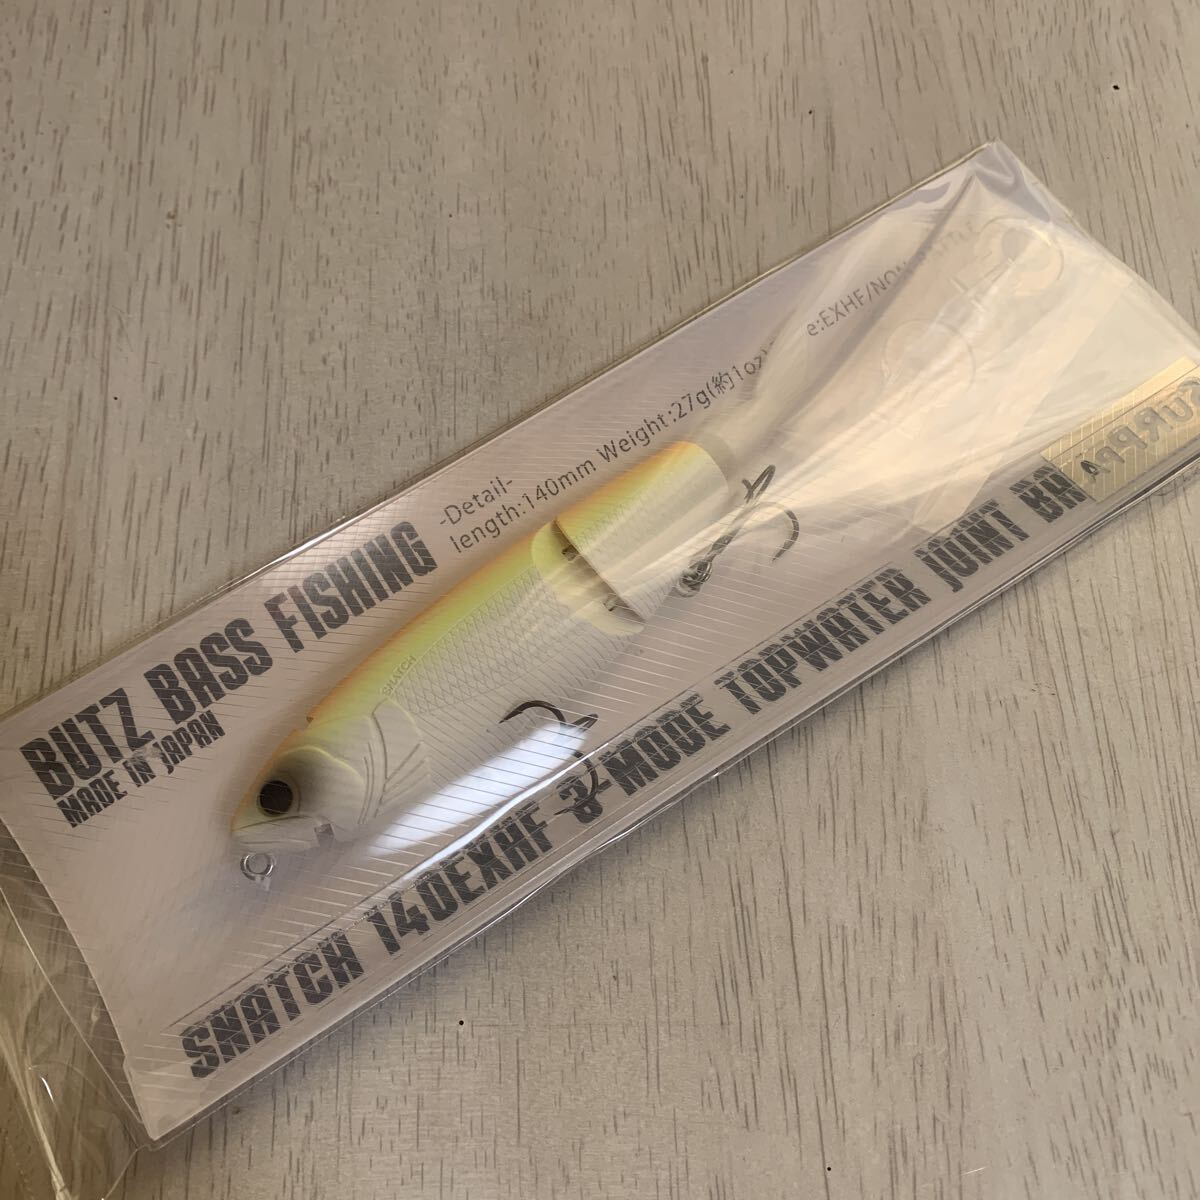 BUTZ BASS FISHING
MADE IN JAPAN
-Detail-
length:140mm Weight:27g(約1oz) e:EXHF/NON
SNATCH
SNATCH 140EXHF 3-MODE TOPWATER JOINT